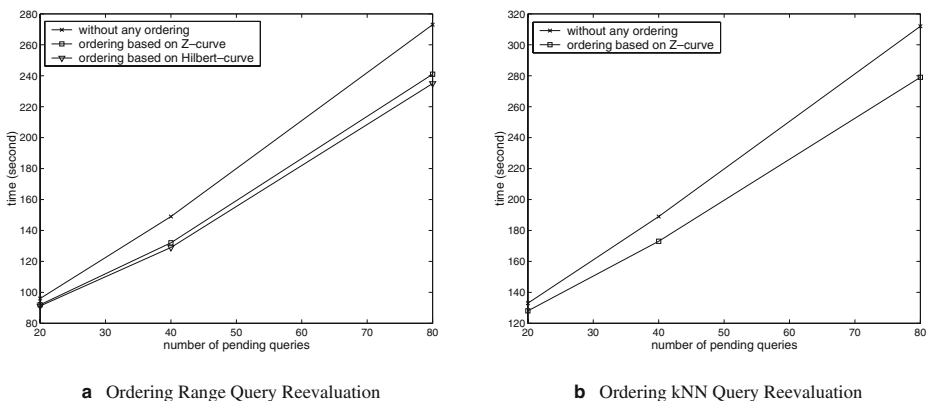 280
260
240
220
200
180
160
140
120
100
80
time (second)
without any ordering
ordering based on Z−curve
ordering based on Hilbert−curve
20 30 40 50 60 70 80
number of pending queries
a Ordering Range Query Reevaluation
320
300
280
260
240
220
200
180
160
140
120
time (second)
without any ordering
ordering based on Z−curve
20 30 40 50 60 70 80
number of pending queries
b Ordering kNN Query Reevaluation